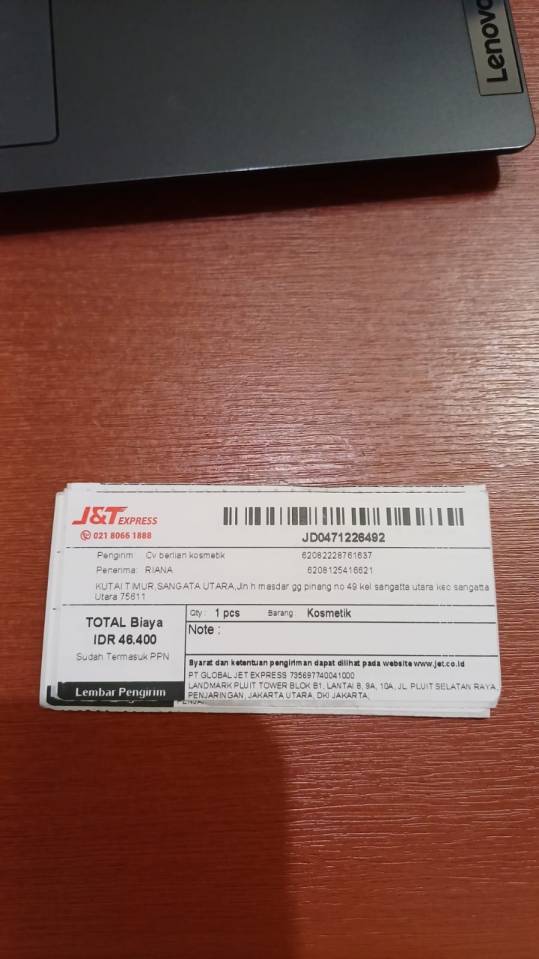 Lenovo
J&T EXPRESS
021 8066 1888
JD0471226492
Pengirim Cv berlian kosmetik 62082228761637
Penerima: RIANA 6208125416621
KUTAI TIMUR,SANGATA UTARA,Jln h masdar gg pinang no 49 kel sangatta utara kec sangatta
Utara 75611
TOTAL Biaya
IDR 46,400
Sudah Termasuk PPN
Lembar Pengirim
Qty : 1 pcs Barang : Kosmetik
Note :
Syarat dan ketentuan pengiriman dapat dilihat pada website www.jet.co.id
PT GLOBAL JET EXPRESS 735697740041000
LANDMARK PLUIT TOWER BLOK B1, LANTAI 8, 9A, 10A, JL. PLUIT SELATAN RAYA,
PENJARINGAN, JAKARTA UTARA, DKI JAKARTA,